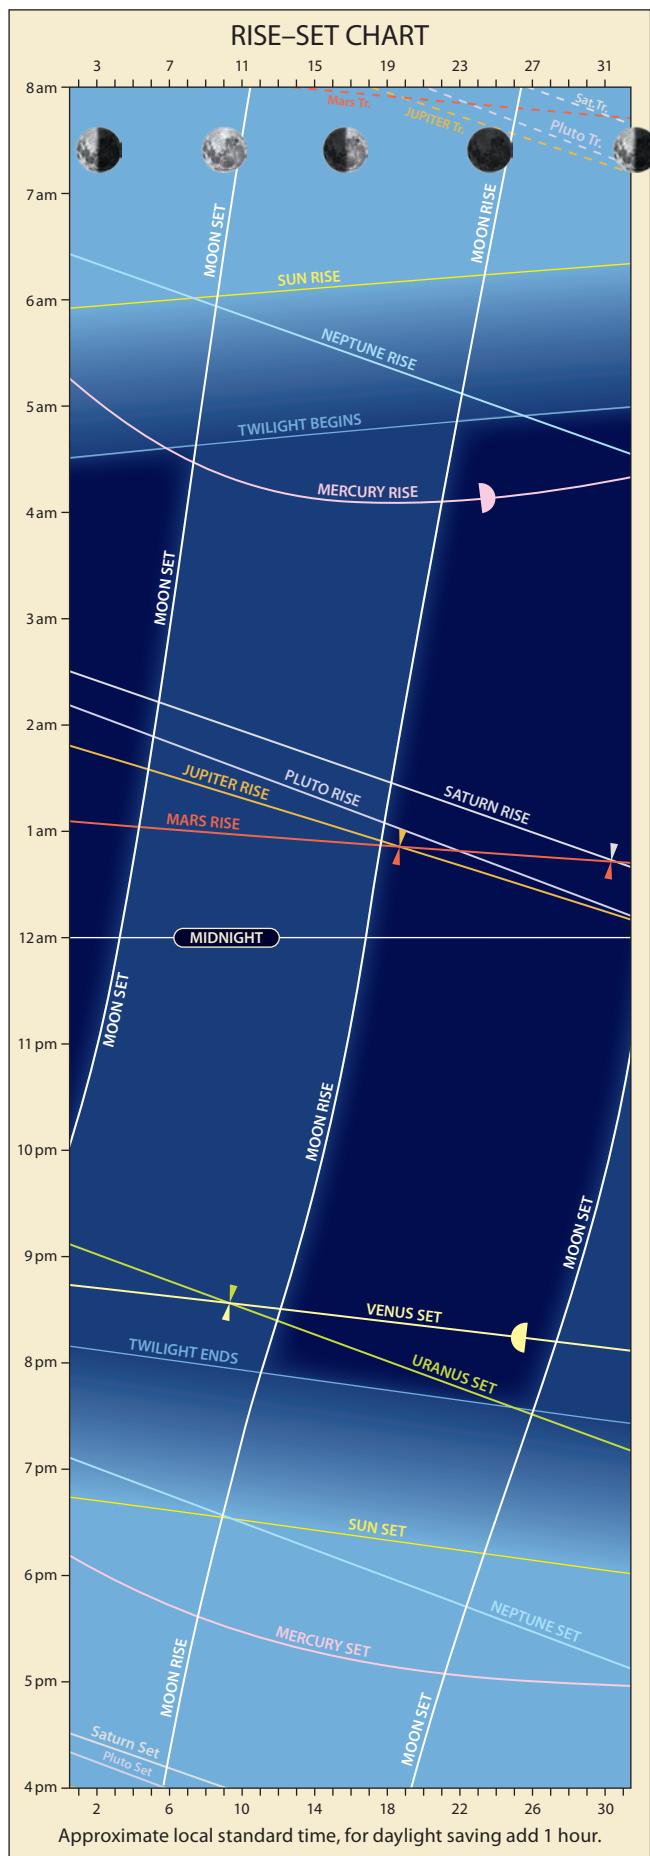 RISE–SET CHART
3 7 11 15 19 23 27 31
8 am
Mars Tr.
JUPITER Tr.
Sat.Tr.
Pluto Tr.
7 am
MOON SET
MOON RISE
SUN RISE
6 am
NEPTUNE RISE
5 am
TWILIGHT BEGINS
MERCURY RISE
4 am
MOON SET
3 am
2 am
JUPITER RISE
PLUTO RISE
SATURN RISE
MARS RISE
1 am
12 am
MIDNIGHT
MOON SET
11 pm
MOON RISE
10 pm
MOON SET
9 pm
VENUS SET
TWILIGHT ENDS
8 pm
URANUS SET
7 pm
SUN SET
6 pm
NEPTUNE SET
MERCURY SET
5 pm
MOON RISE
MOON SET
Saturn Set
Pluto Set
4 pm
2 6 10 14 18 22 26 30
Approximate local standard time, for daylight saving add 1 hour.